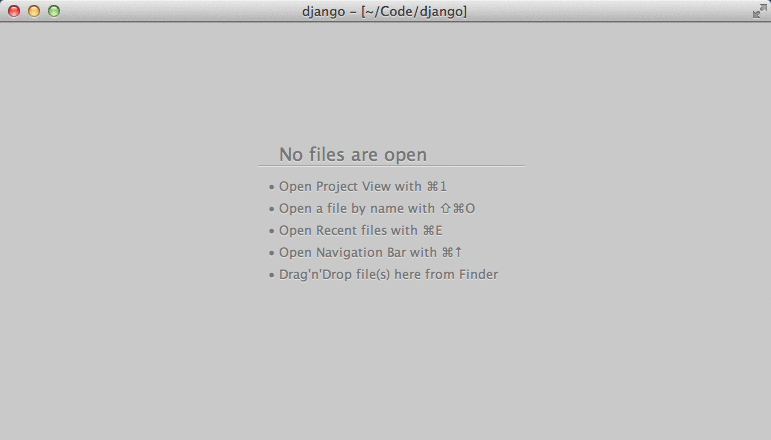 django – [~/Code/django]
No files are open
• Open Project View with ⌘1
• Open a file by name with ⇧⌘O
• Open Recent files with ⌘E
• Open Navigation Bar with ⌘↑
• Drag'n'Drop file(s) here from Finder